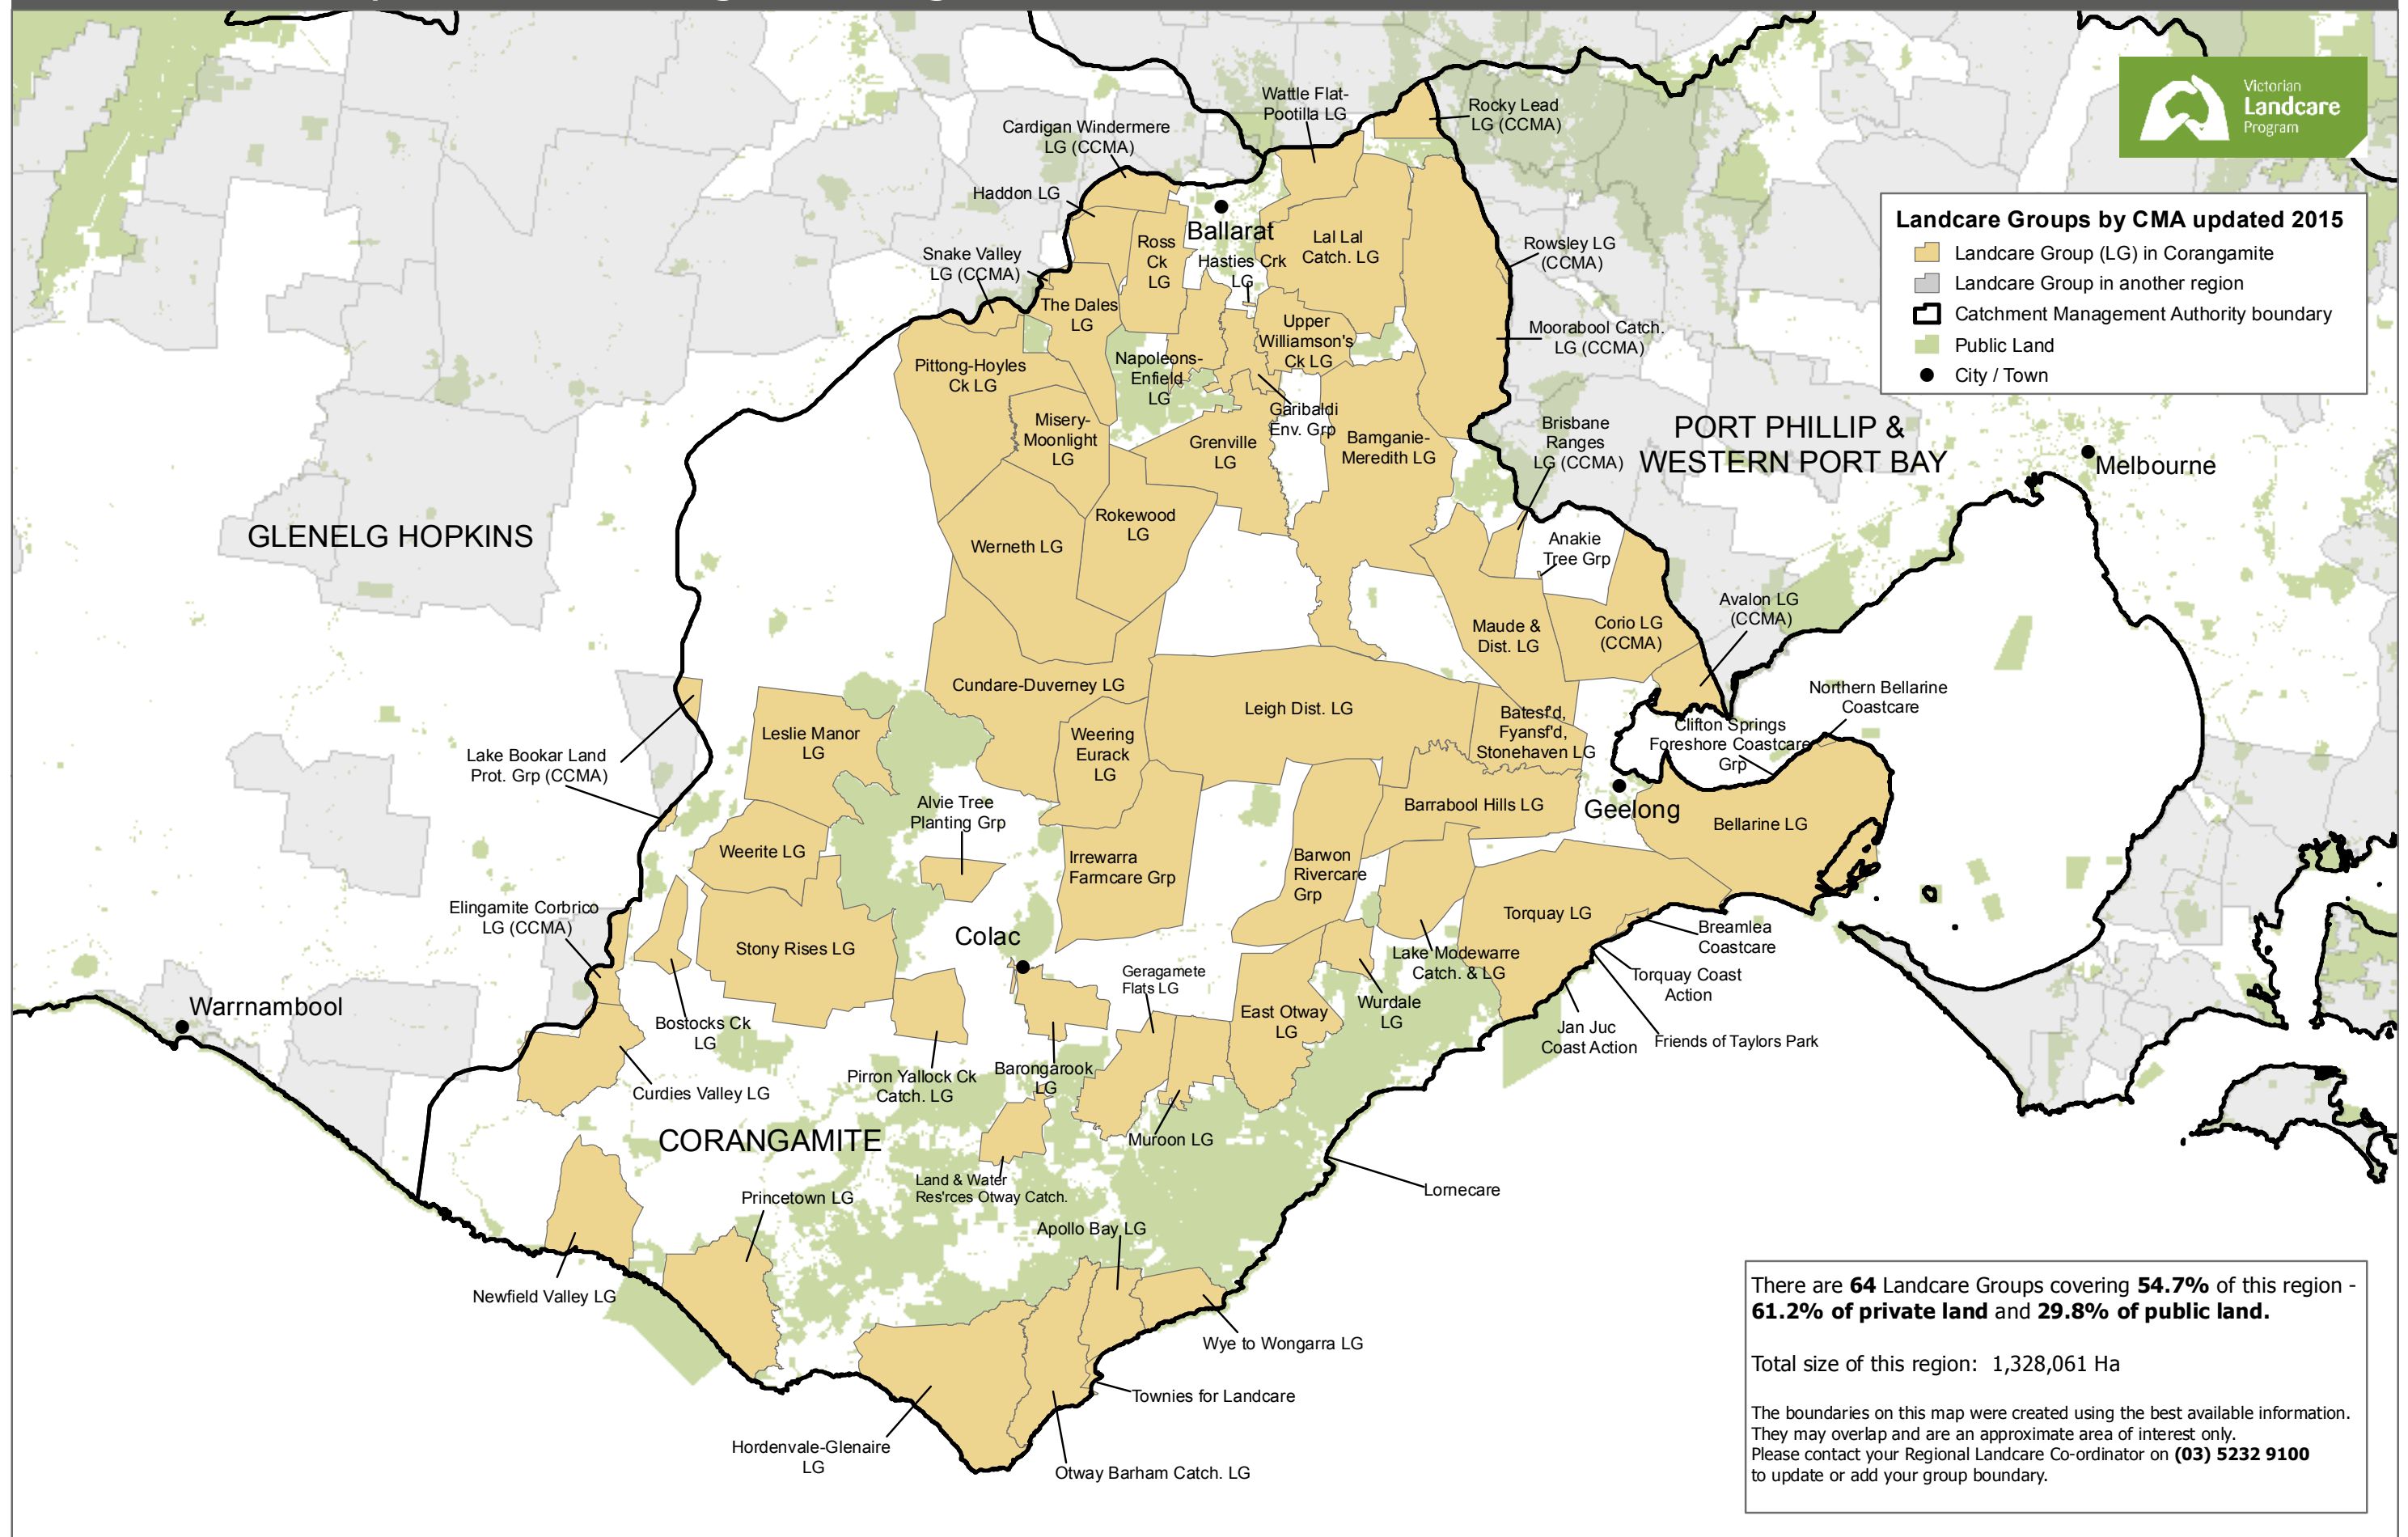 Victorian
Landcare
Program
Landcare Groups by CMA updated 2015
Landcare Group (LG) in Corangamite
Landcare Group in another region
Catchment Management Authority boundary
Public Land
City / Town
Wattle Flat-
Pootilla LG
Rocky Lead
LG (CCMA)
Cardigan Windermere
LG (CCMA)
Haddon LG
Ballarat
Ross
Ck
LG
Lal Lal
Catch. LG
Hasties Crk
LG
Rowsley LG
(CCMA)
Snake Valley
LG (CCMA)
The Dales
LG
Upper
Williamson's
Ck LG
Moorabool Catch.
LG (CCMA)
Pittong-Hoyles
Ck LG
Napoleons-
Enfield
LG
Garibaldi
Env. Grp
Misery-
Moonlight
LG
Grenville
LG
Bamganie-
Meredith LG
Brisbane
Ranges
LG (CCMA)
PORT PHILLIP &
WESTERN PORT BAY
Melbourne
GLENELG HOPKINS
Werneth LG
Rokewood
LG
Anakie
Tree Grp
Avalon LG
(CCMA)
Maude &
Dist. LG
Corio LG
(CCMA)
Cundare-Duverney LG
Leigh Dist. LG
Northern Bellarine
Coastcare
Leslie Manor
LG
Weering
Eurack
LG
Batesf'd,
Fyansf'd,
Stonehaven LG
Clifton Springs
Foreshore Coastcare
Grp
Lake Bookar Land
Prot. Grp (CCMA)
Alvie Tree
Planting Grp
Barrabool Hills LG
Geelong
Bellarine LG
Weerite LG
Irrewarra
Farmcare Grp
Barwon
Rivercare
Grp
Elingamite Corbrico
LG (CCMA)
Stony Rises LG
Colac
Torquay LG
Breamlea
Coastcare
Lake Modewarre
Catch. & LG
Geragamete
Flats LG
Torquay Coast
Action
Warrnambool
Bostocks Ck
LG
East Otway
LG
Wurdale
LG
Jan Juc
Coast Action
Friends of Taylors Park
Curdies Valley LG
Pirron Yallock Ck
Catch. LG
Barongarook
LG
CORANGAMITE
Muroon LG
Land & Water
Res'rces Otway Catch.
Princetown LG
Lornecare
Apollo Bay LG
Newfield Valley LG
Wye to Wongarra LG
Townies for Landcare
Hordenvale-Glenaire
LG
Otway Barham Catch. LG
There are 64 Landcare Groups covering 54.7% of this region -
61.2% of private land and 29.8% of public land.
Total size of this region: 1,328,061 Ha
The boundaries on this map were created using the best available information.
They may overlap and are an approximate area of interest only.
Please contact your Regional Landcare Co-ordinator on (03) 5232 9100
to update or add your group boundary.